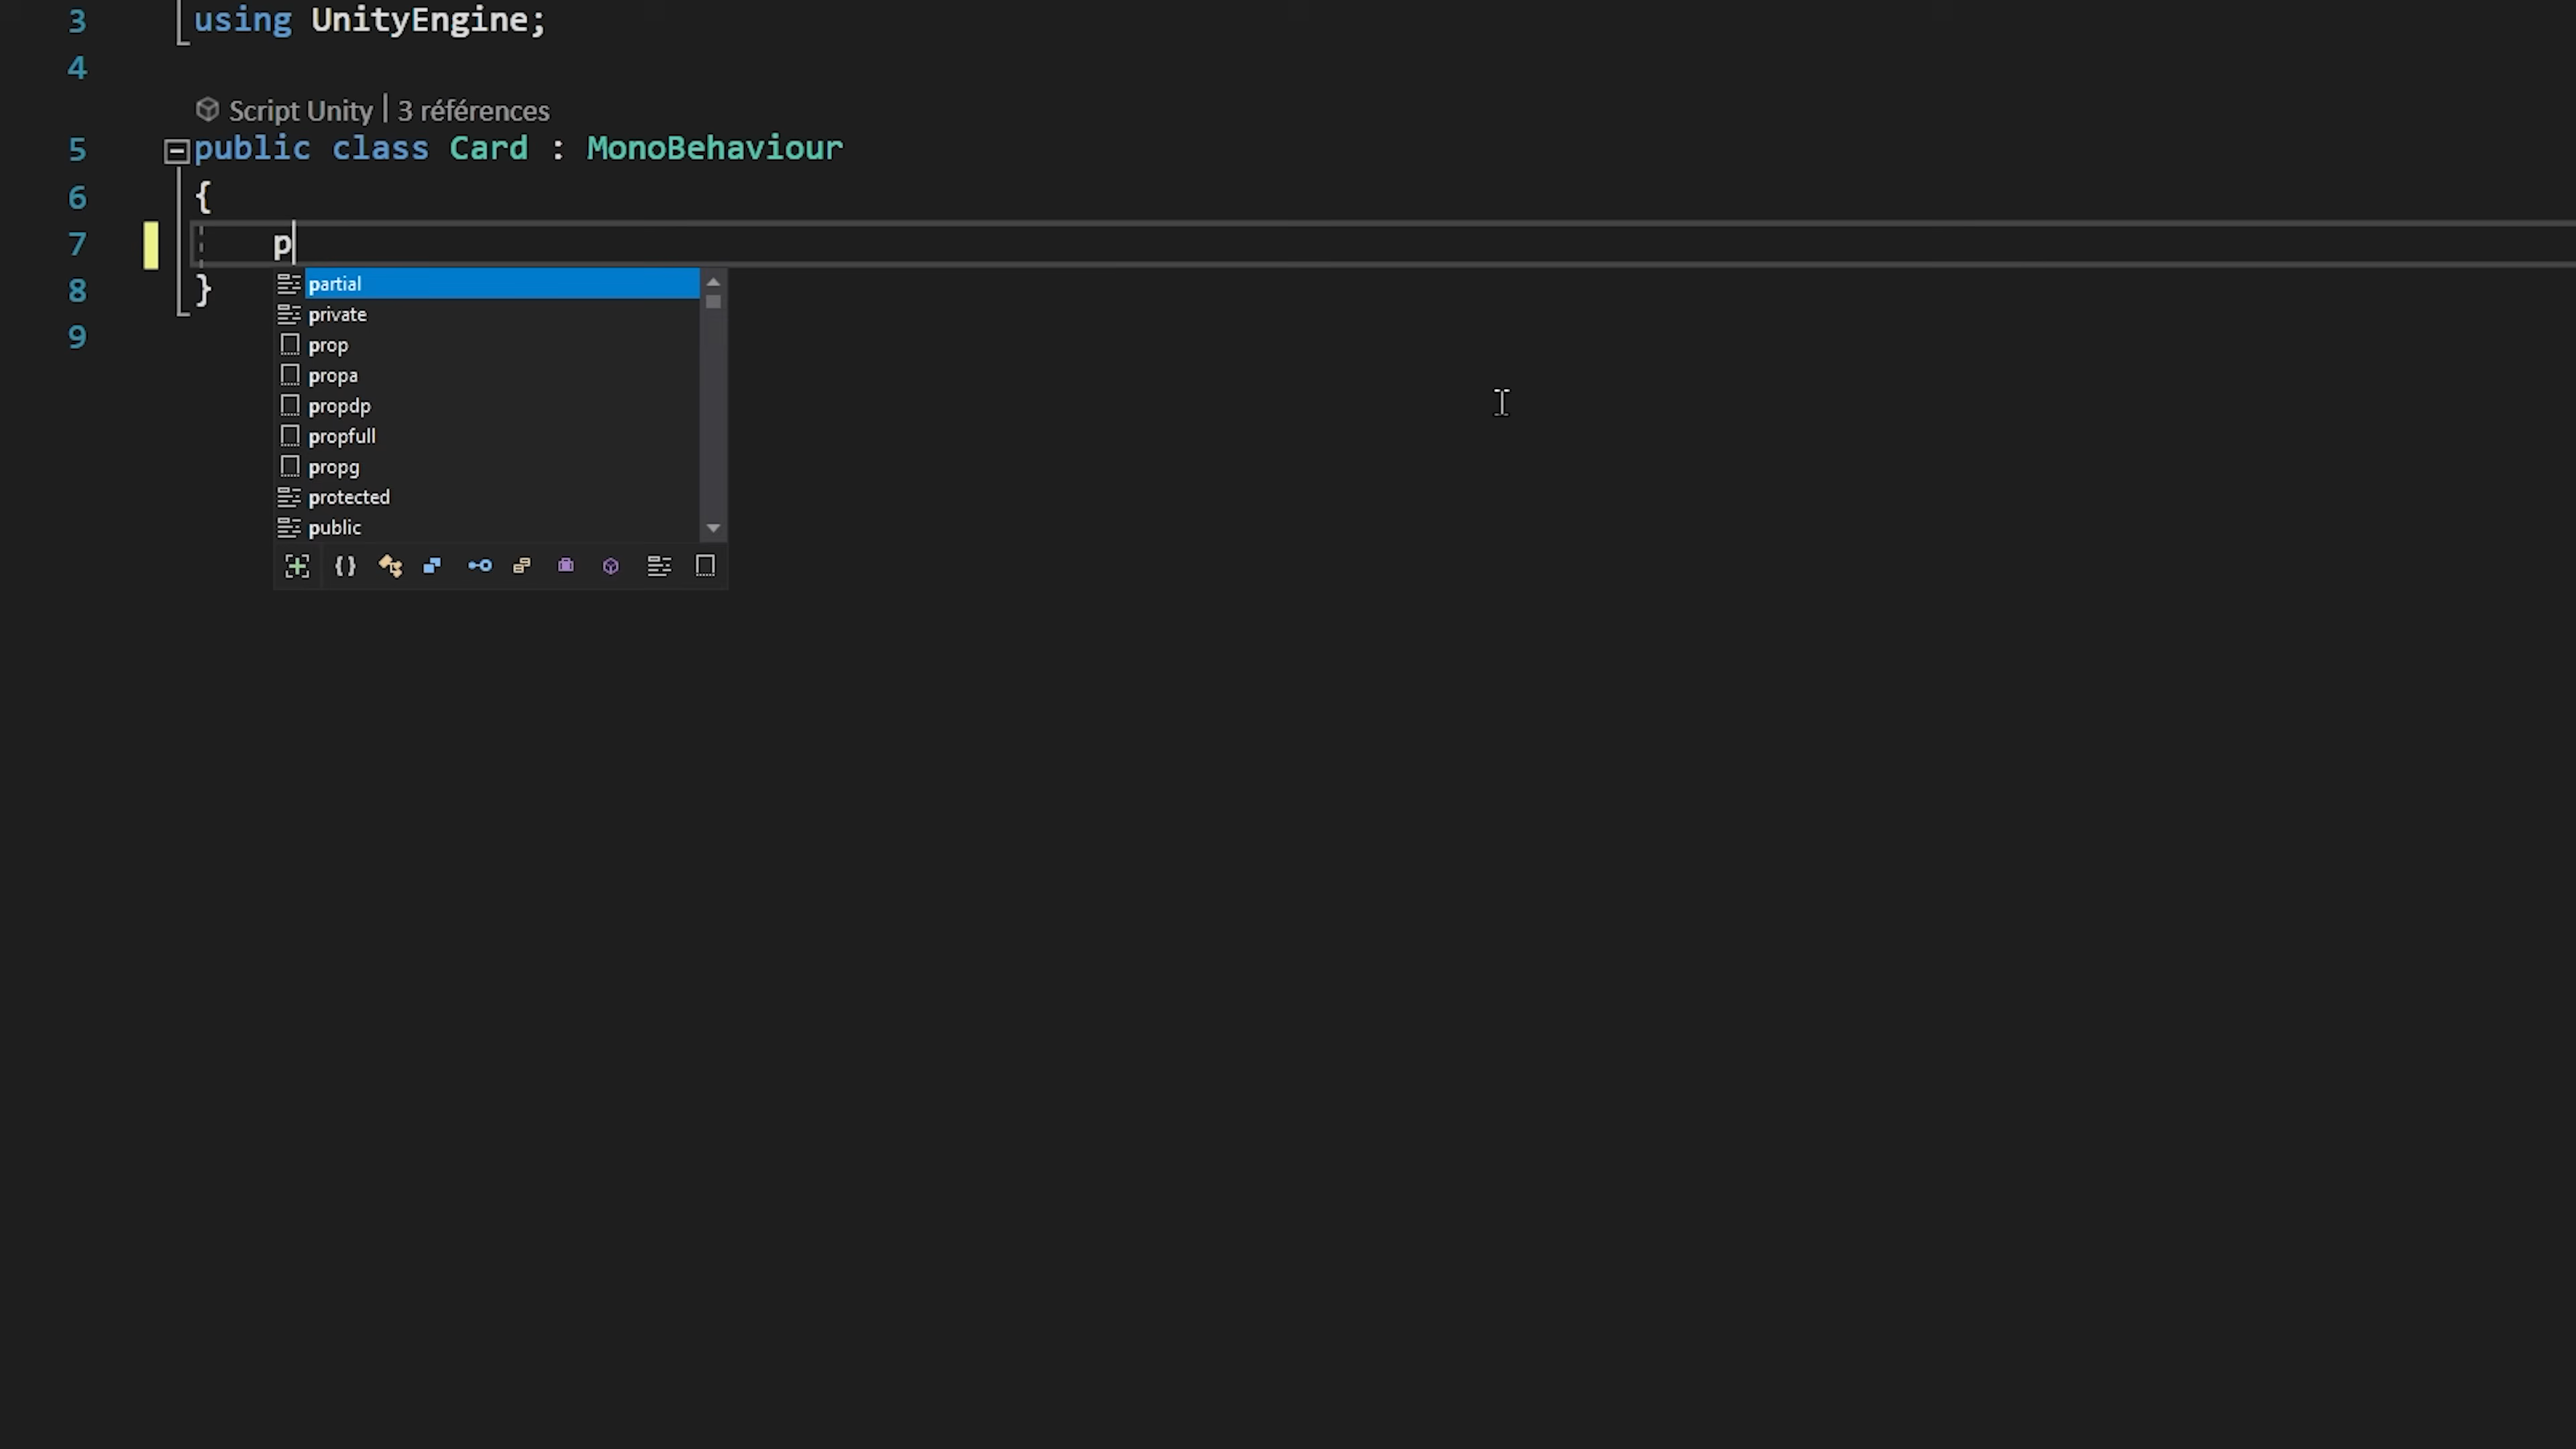 3 using UnityEngine;
4
Script Unity | 3 références
5 public class Card : MonoBehaviour
6 {
7 p
8 }
9
partial
private
prop
propa
propdp
propfull
propg
protected
public